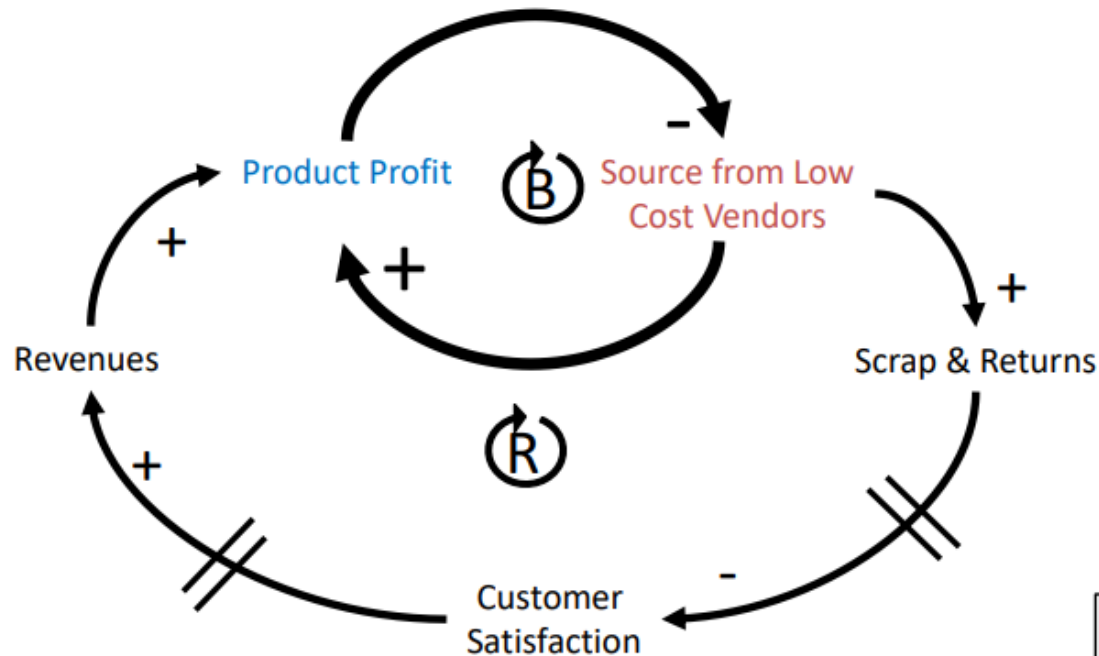 -
Product Profit
B
Source from Low
Cost Vendors
+
+
+
Revenues
Scrap & Returns
R
+
-
Customer
Satisfaction